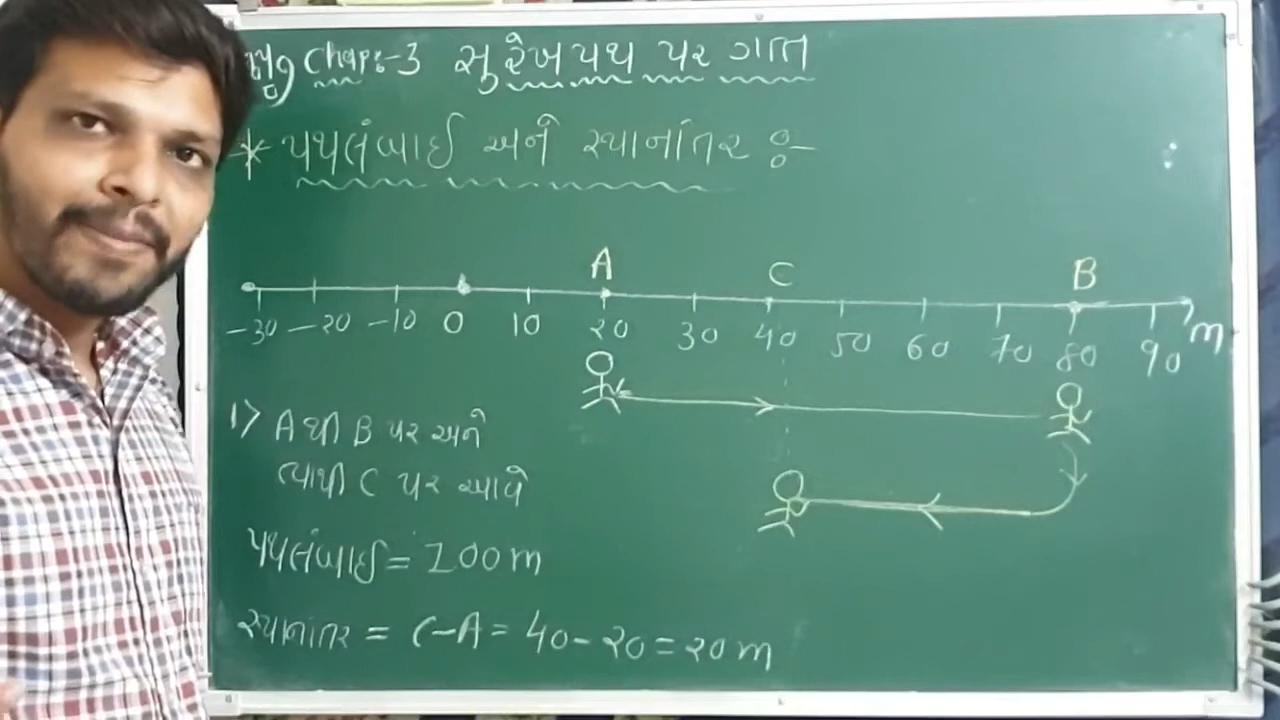 Chap:-3 સુરેખપથ પર ગતિ
* પથલંબાઈ અને સ્થાનાંતર :-
A C B
-30 -20 -10 0 10 20 30 40 50 60 70 80 90 m
1) A થી B પર અને
ત્યાંથી C પર આવે
પથલંબાઈ = 100 m
સ્થાનાંતર = C-A = 40-20 = 20 m